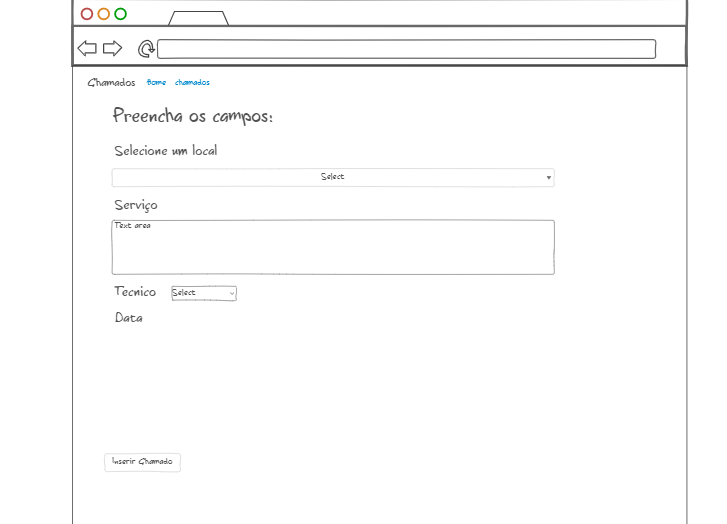 Chamados Home chamados
Preencha os campos:
Selecione um local
Select
Serviço
Text area
Tecnico Select
Data
Inserir Chamado